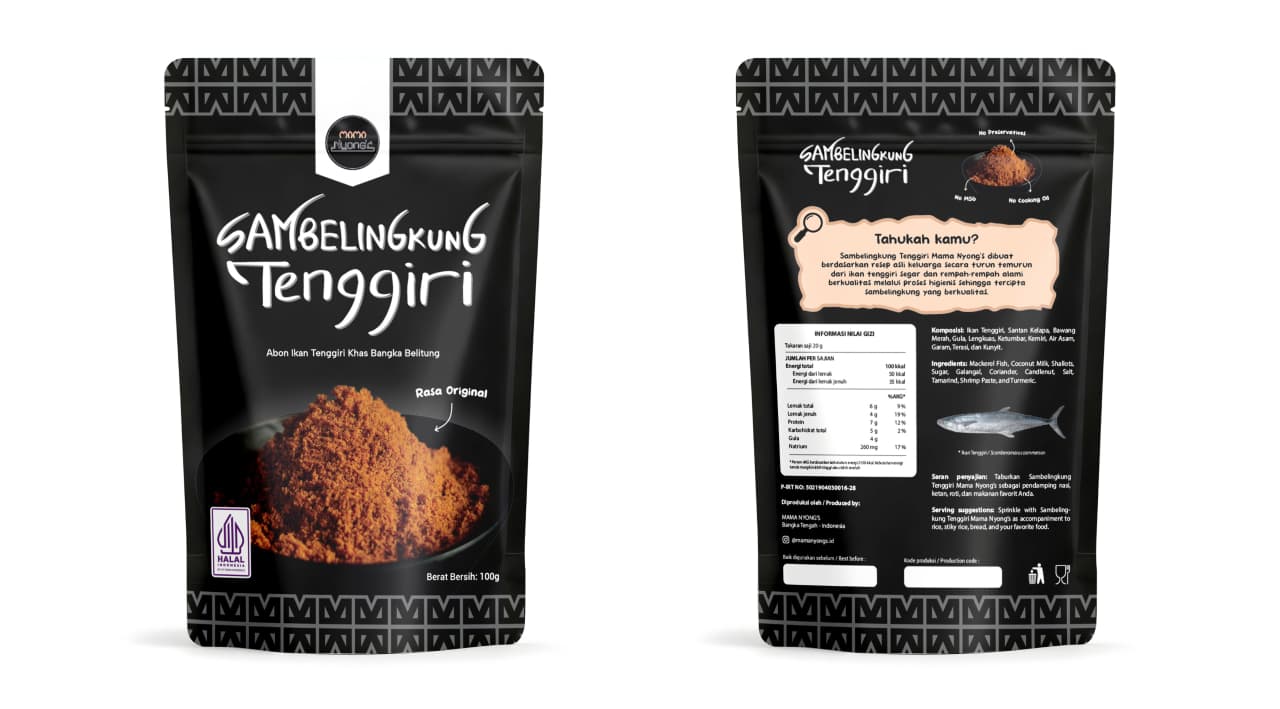 MAMA
Nyong's
SAMBELINGKUNG
Tenggiri
Abon Ikan Tenggiri Khas Bangka Belitung
Rasa Original
HALAL
INDONESIA
Berat Bersih: 100g
SAMBELINGKUNG
Tenggiri
No Preservatives
No MSG
No Cooking Oil
Tahukah kamu?
Sambelingkung Tenggiri Mama Nyong's dibuat
berdasarkan resep asli keluarga secara turun temurun
dari ikan tenggiri segar dan rempah-rempah alami
berkualitas melalui proses higienis sehingga tercipta
sambelingkung yang berkualitas.
INFORMASI NILAI GIZI
Takaran saji 20 g
JUMLAH PER SAJIAN
Energi total 100 kkal
Energi dari lemak 50 kkal
Energi dari lemak jenuh 35 kkal
%AKG*
Lemak total 6 g 9 %
Lemak jenuh 4 g 19 %
Protein 7 g 12 %
Karbohidrat total 5 g 2 %
Gula 4 g
Natrium 260 mg 17 %
P-IRT NO: 5021904050016-28
Diproduksi oleh / Produced by:
MAMA NYONG'S
Bangka Tengah - Indonesia
@mamanyongs.id
Baik digunakan sebelum / Best before :
Komposisi: Ikan Tenggiri, Santan Kelapa, Bawang
Merah, Gula, Lengkuas, Ketumbar, Kemiri, Air Asam,
Garam, Terasi, dan Kunyit.
Ingredients: Mackerel Fish, Coconut Milk, Shallots,
Sugar, Galangal, Coriander, Candlenut, Salt,
Tamarind, Shrimp Paste, and Turmeric.
* Ikan Tenggiri / Scomberomorus commerson
Saran penyajian: Taburkan Sambelingkung
Tenggiri Mama Nyong's sebagai pendamping nasi,
ketan, roti, dan makanan favorit Anda.
Serving suggestions: Sprinkle with Sambeling-
kung Tenggiri Mama Nyong's as accompaniment to
rice, stiky rice, bread, and your favorite food.
Kode produksi / Production code :